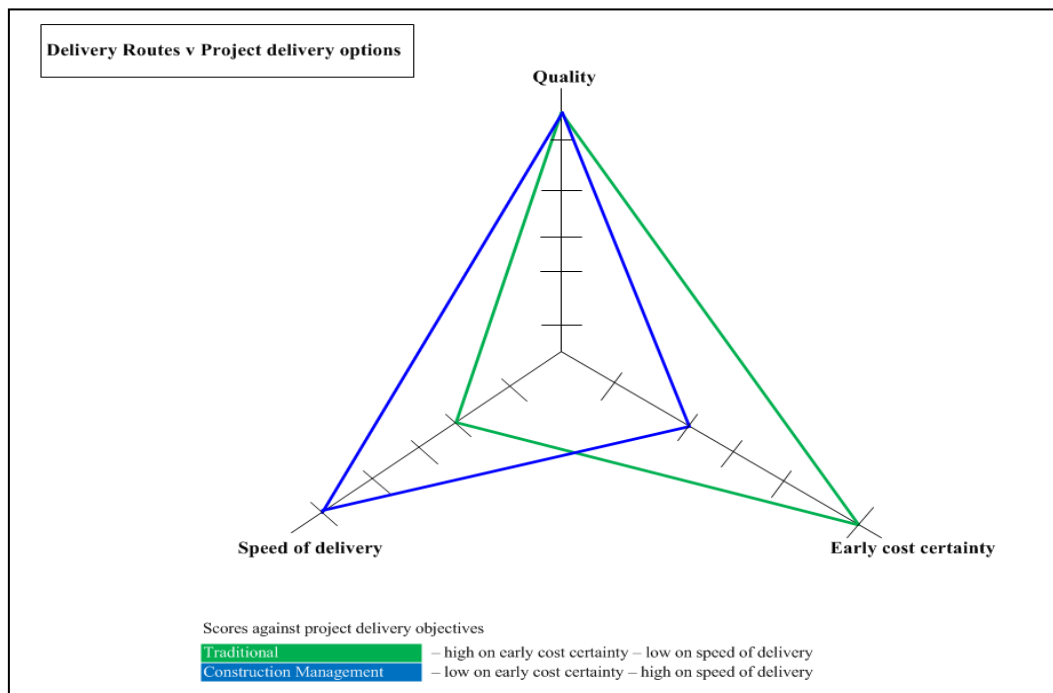 Delivery Routes v Project delivery options
Quality
Speed of delivery
Early cost certainty
Scores against project delivery objectives
Traditional – high on early cost certainty – low on speed of delivery
Construction Management – low on early cost certainty – high on speed of delivery